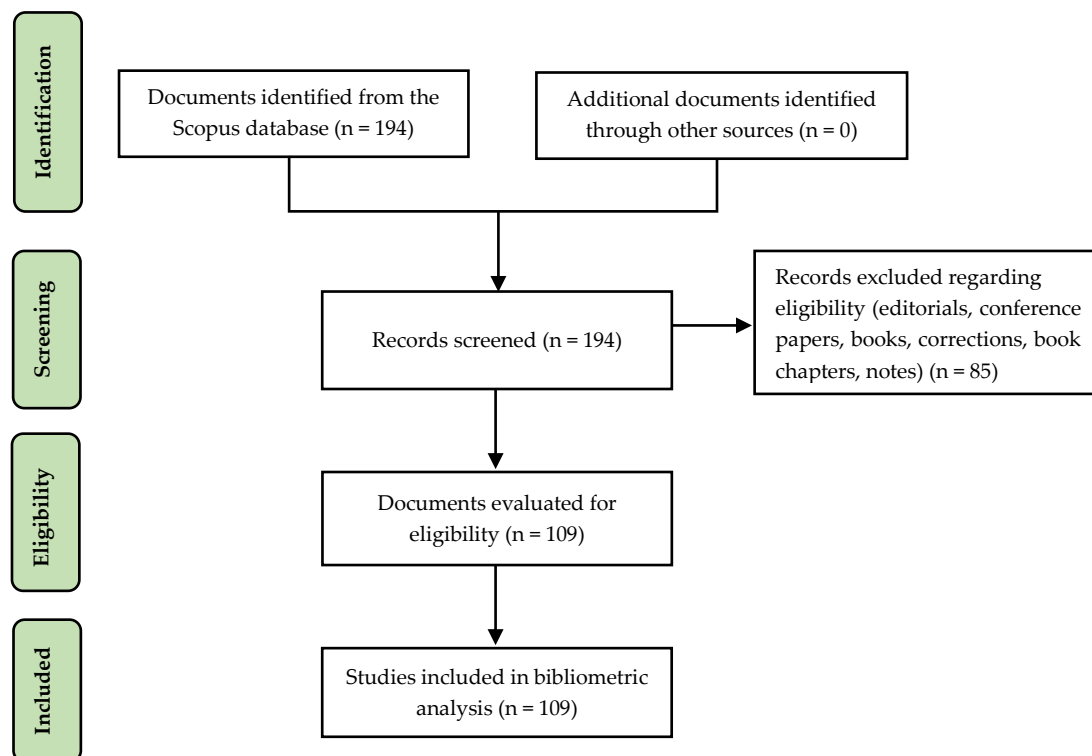 Identification
Documents identified from the
Scopus database (n = 194)
Additional documents identified
through other sources (n = 0)
Screening
Records screened (n = 194)
Records excluded regarding
eligibility (editorials, conference
papers, books, corrections, book
chapters, notes) (n = 85)
Eligibility
Documents evaluated for
eligibility (n = 109)
Included
Studies included in bibliometric
analysis (n = 109)